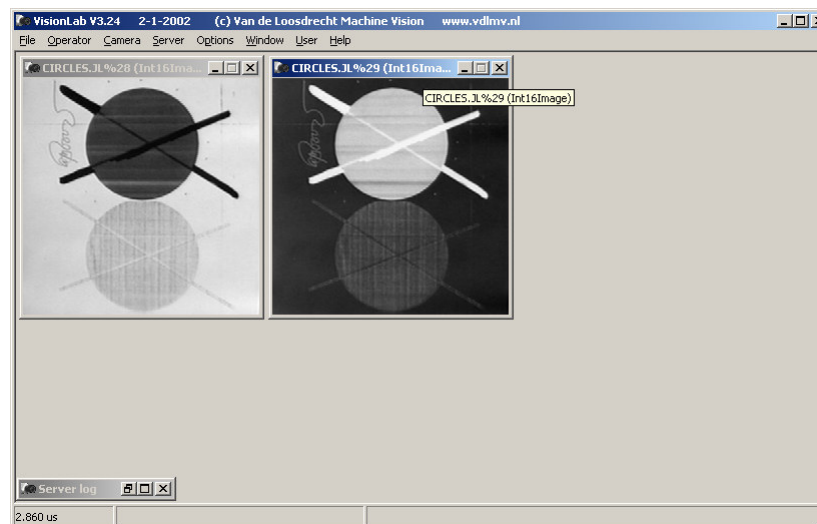 VisionLab V3.24 2-1-2002 (c) Van de Loosdrecht Machine Vision www.vdlmv.nl
File Operator Camera Server Options Window User Help
CIRCLES.JL%28 (Int16Ima...
CIRCLES.JL%29 (Int16Ima...
CIRCLES.JL%29 (Int16Image)
Server log
2.860 us